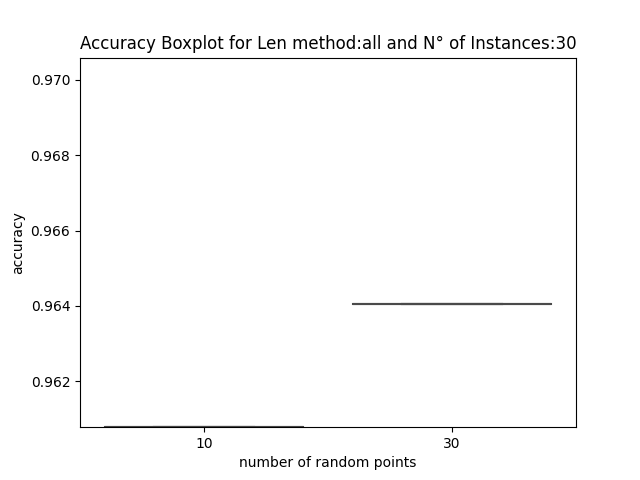 Accuracy Boxplot for Len method:all and N° of Instances:30
0.970
0.968
0.966
0.964
0.962
accuracy
10
30
number of random points